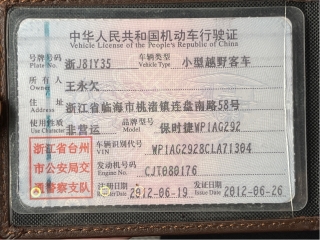 中华人民共和国机动车行驶证
Vehicle License of the People's Republic of China
号牌号码 浙J81Y35 车辆类型 小型越野客车
Plate No. Vehicle Type
所有人 王永欠
Owner
住址 浙江省临海市桃渚镇连盘南路58号
Address
使用性质 非营运 品牌型号 保时捷WP1AG292
Use Character Model
浙江省台州 车辆识别代号 WP1AG2928CLA71304
VIN
市公安局交 发动机号码 CJT080176
Engine No.
警察支队 注册日期 2012-06-19 发证日期 2012-06-26
Register Date Issue Date